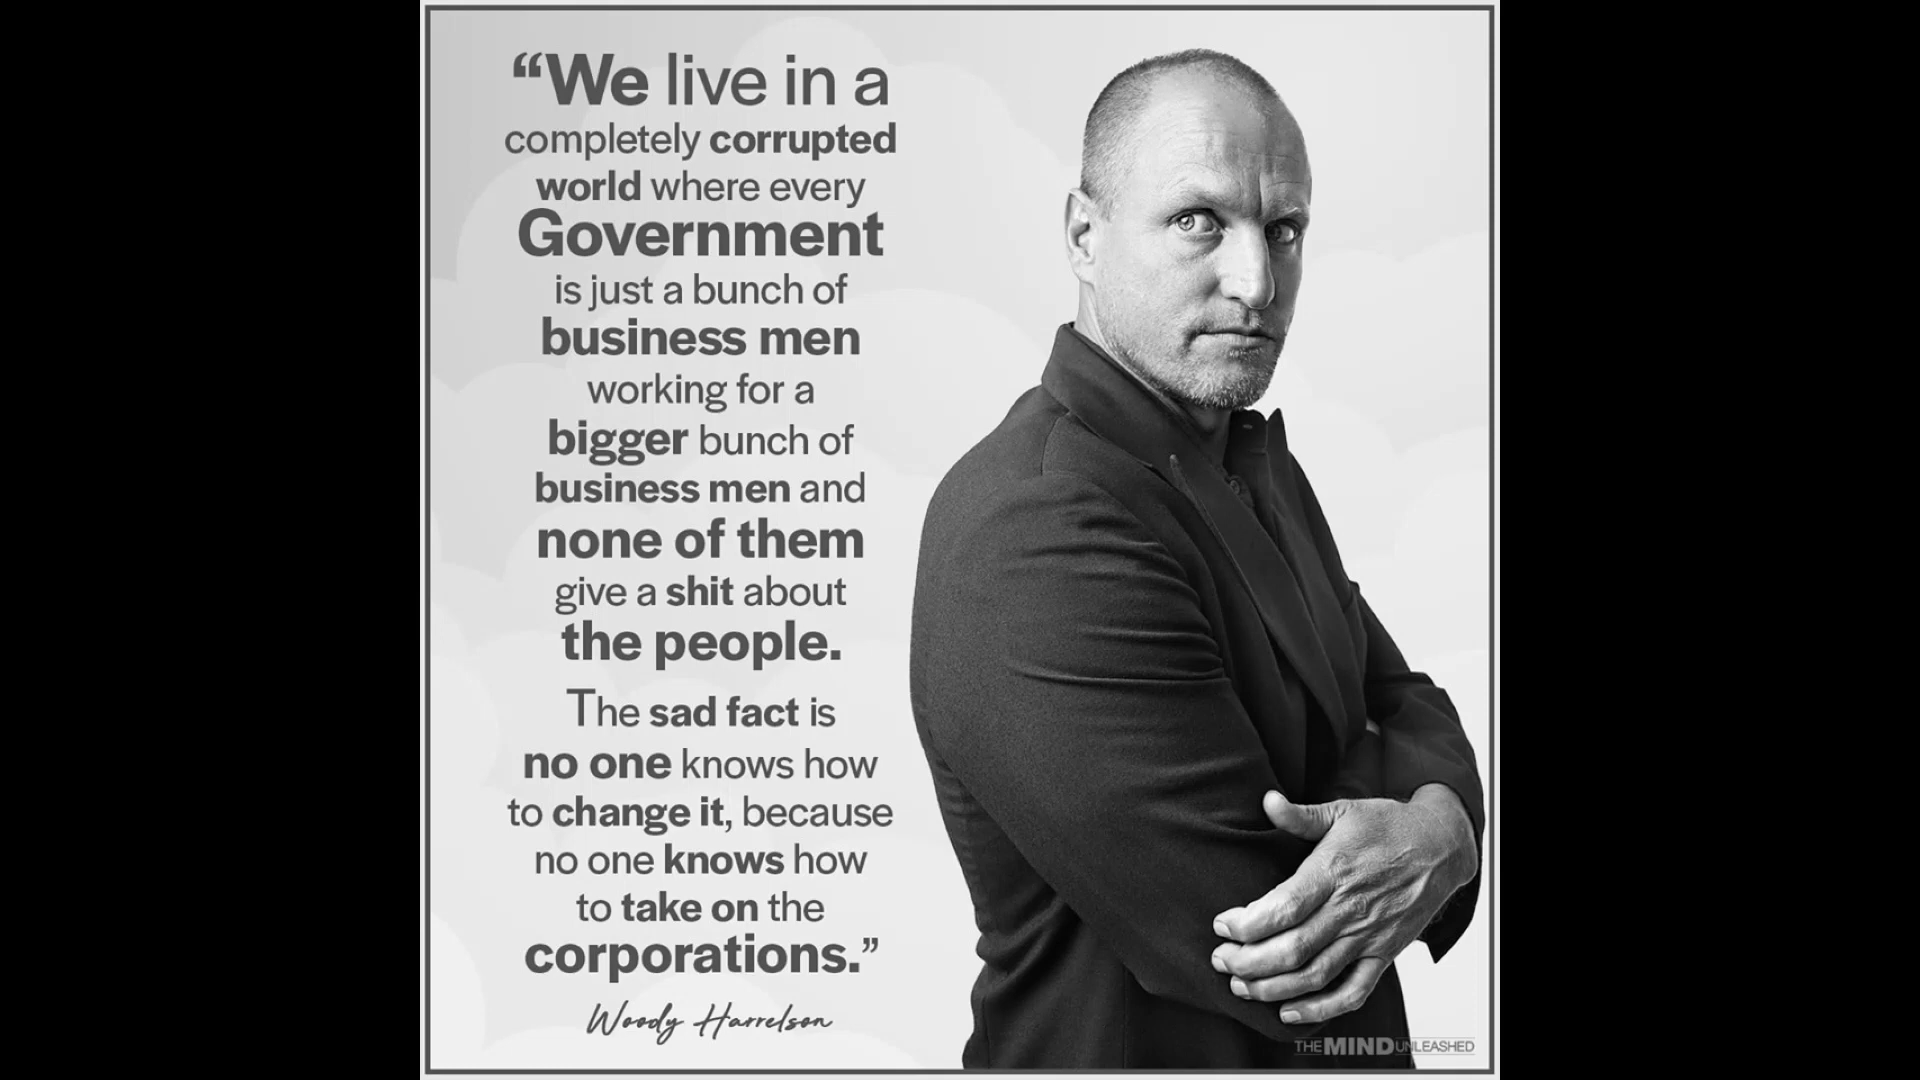 “We live in a
completely corrupted
world where every
Government
is just a bunch of
business men
working for a
bigger bunch of
business men and
none of them
give a shit about
the people.
The sad fact is
no one knows how
to change it, because
no one knows how
to take on the
corporations.”
Woody Harrelson
THE MIND UNLEASHED